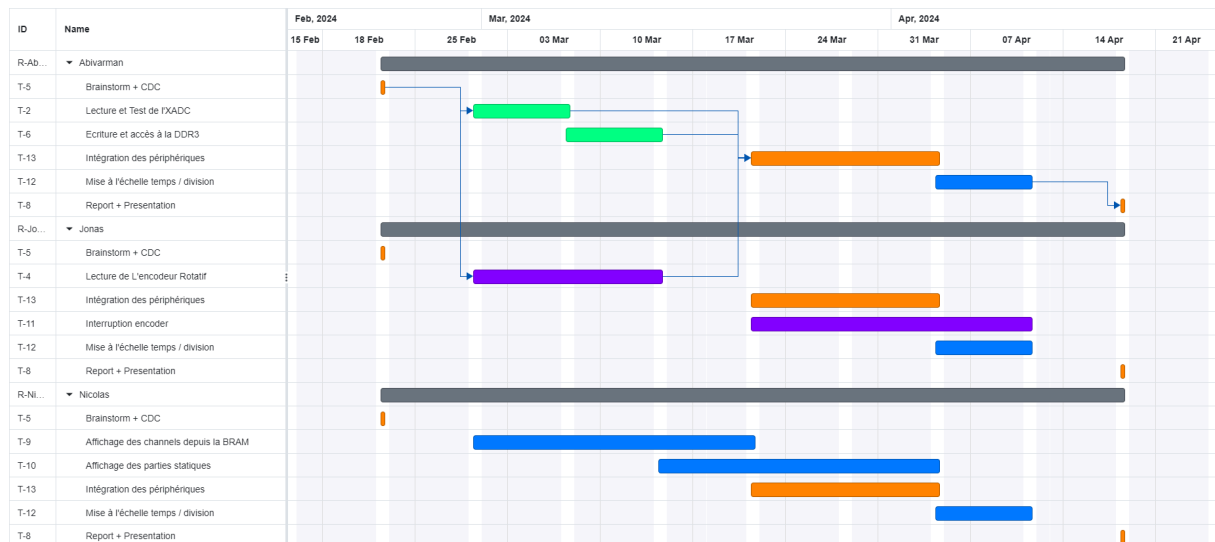 ID Name Feb, 2024 Mar, 2024 Apr, 2024
15 Feb 18 Feb 25 Feb 03 Mar 10 Mar 17 Mar 24 Mar 31 Mar 07 Apr 14 Apr 21 Apr
R-Ab... Abivarman
T-5 Brainstorm + CDC
T-2 Lecture et Test de l'XADC
T-6 Ecriture et accès à la DDR3
T-13 Intégration des périphériques
T-12 Mise à l'échelle temps / division
T-8 Report + Presentation
R-Jo... Jonas
T-5 Brainstorm + CDC
T-4 Lecture de L'encodeur Rotatif
T-13 Intégration des périphériques
T-11 Interruption encoder
T-12 Mise à l'échelle temps / division
T-8 Report + Presentation
R-Ni... Nicolas
T-5 Brainstorm + CDC
T-9 Affichage des channels depuis la BRAM
T-10 Affichage des parties statiques
T-13 Intégration des périphériques
T-12 Mise à l'échelle temps / division
T-8 Report + Presentation